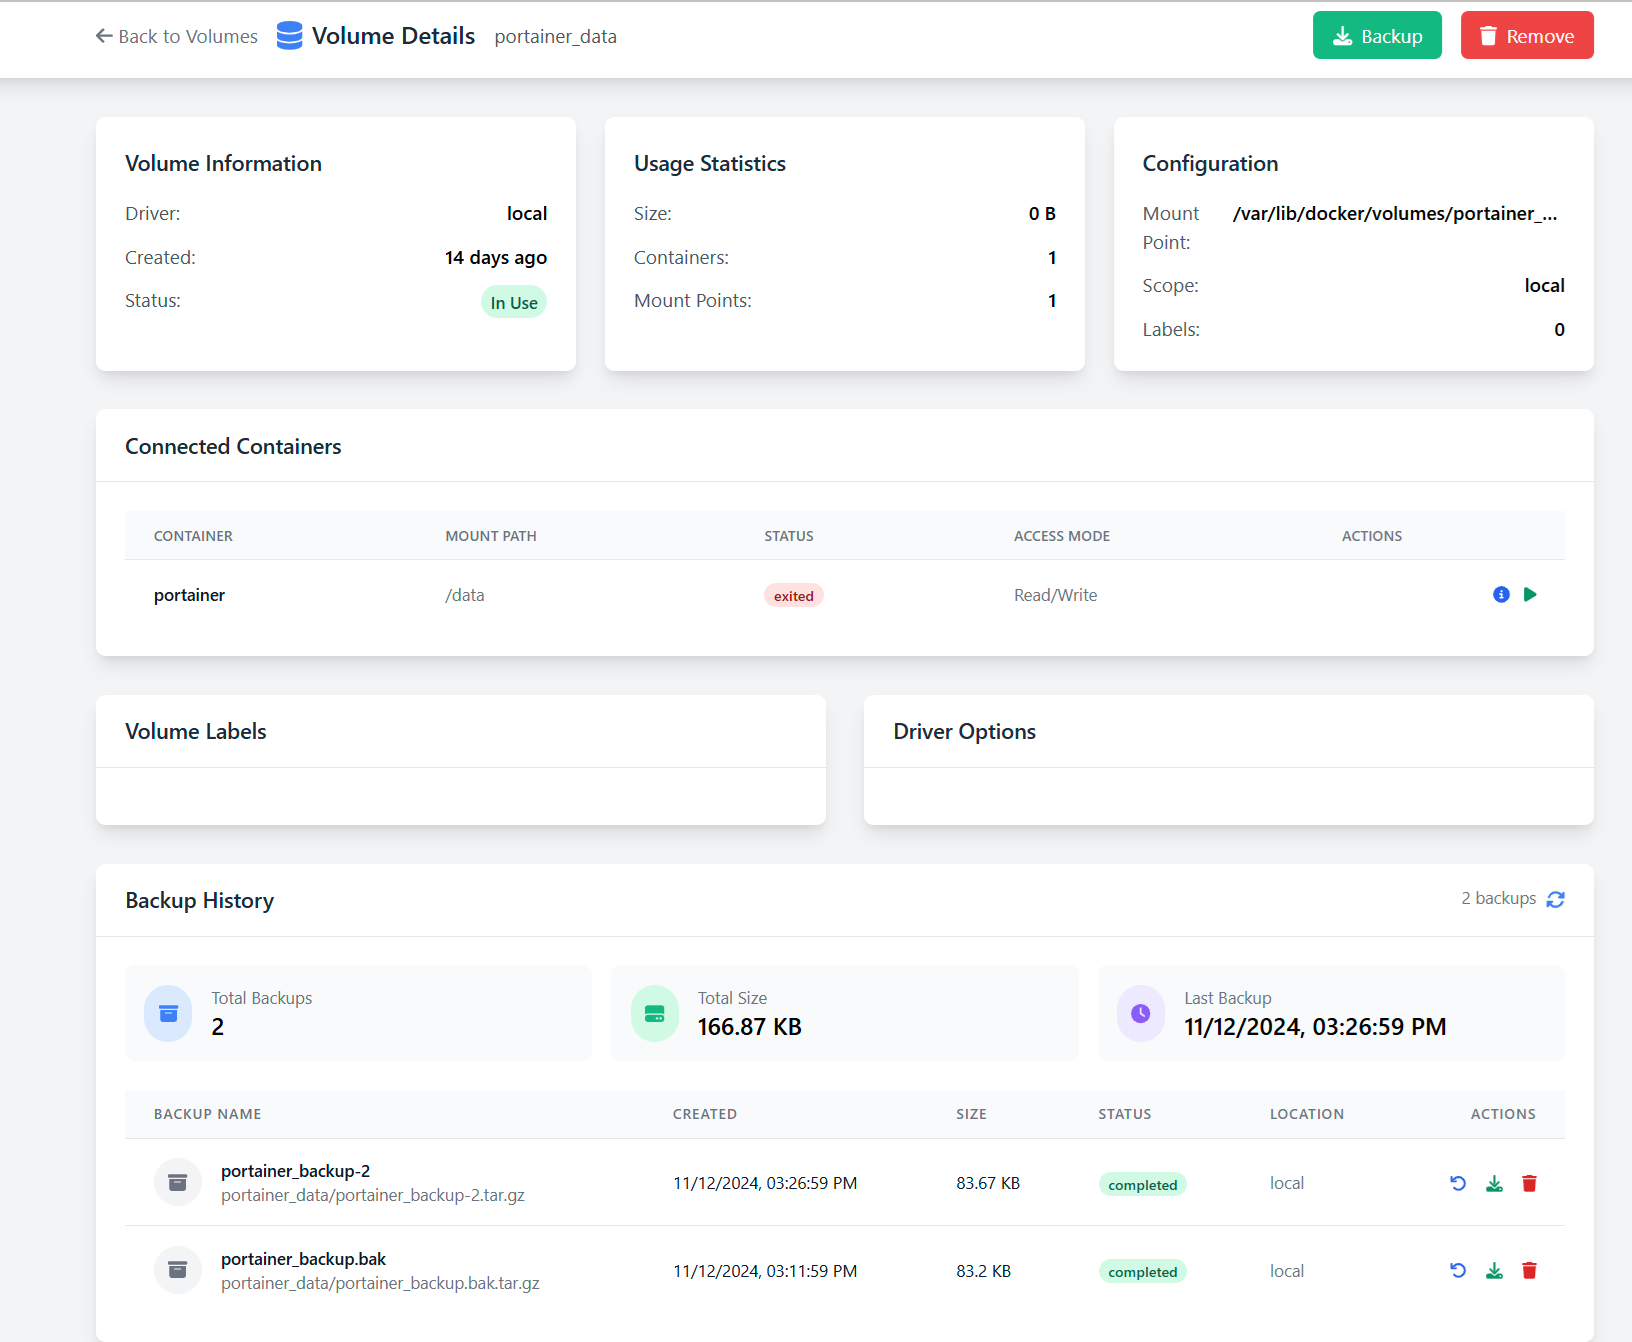 Back to Volumes Volume Details portainer_data Backup Remove
Volume Information
Driver: local
Created: 14 days ago
Status: In Use
Usage Statistics
Size: 0 B
Containers: 1
Mount Points: 1
Configuration
Mount Point: /var/lib/docker/volumes/portainer_...
Scope: local
Labels: 0
Connected Containers
CONTAINER MOUNT PATH STATUS ACCESS MODE ACTIONS
portainer /data exited Read/Write
Volume Labels
Driver Options
Backup History 2 backups
Total Backups
2
Total Size
166.87 KB
Last Backup
11/12/2024, 03:26:59 PM
BACKUP NAME CREATED SIZE STATUS LOCATION ACTIONS
portainer_backup-2
portainer_data/portainer_backup-2.tar.gz
11/12/2024, 03:26:59 PM 83.67 KB completed local
portainer_backup.bak
portainer_data/portainer_backup.bak.tar.gz
11/12/2024, 03:11:59 PM 83.2 KB completed local